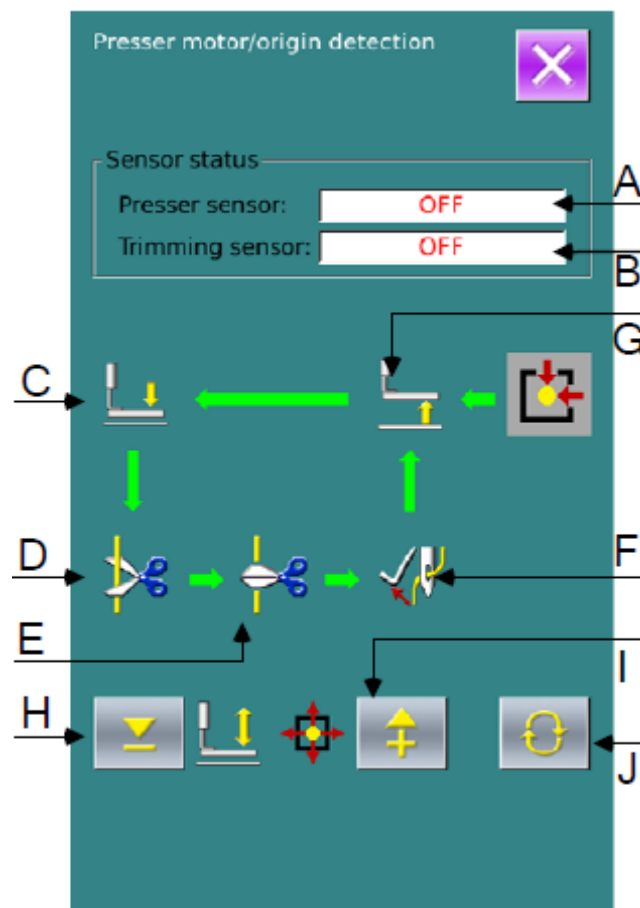 Presser motor/origin detection
Sensor status
A
Presser sensor: OFF
Trimming sensor: OFF
B
G
C
D
F
E
I
H
J